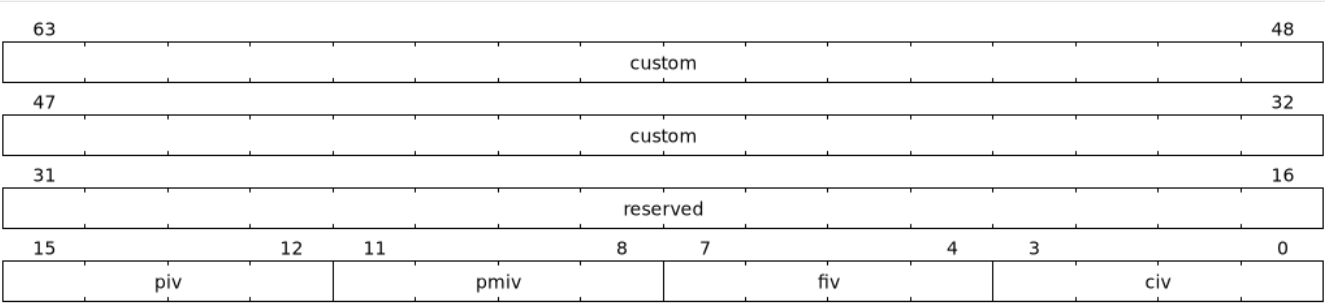 63 48
custom
47 32
custom
31 16
reserved
15 12 11 8 7 4 3 0
piv pmiv fiv civ